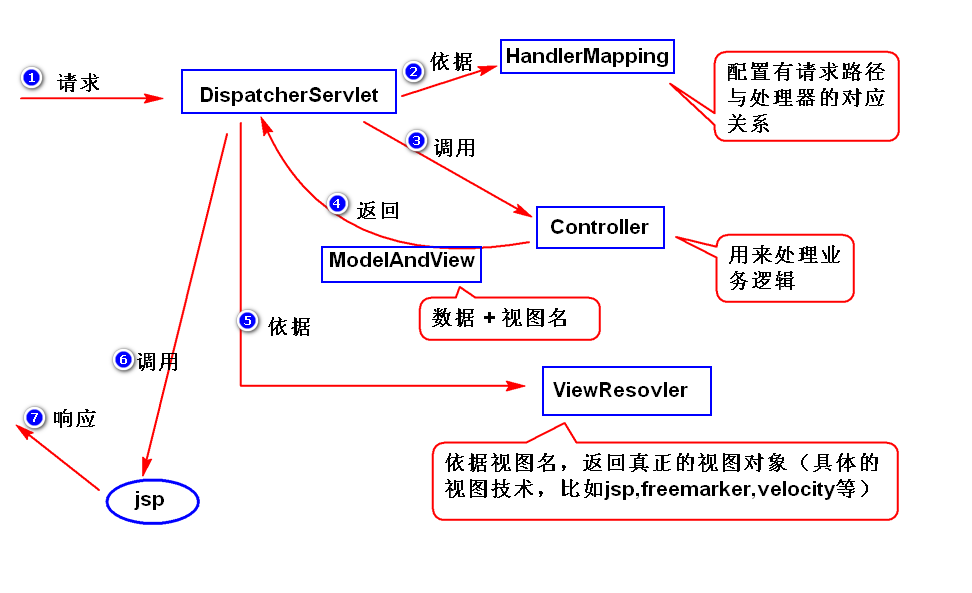 1 请求
DispatcherServlet
2 依据
HandlerMapping
配置有请求路径
与处理器的对应
关系
3 调用
4 返回
Controller
用来处理业
务逻辑
ModelAndView
数据 + 视图名
5 依据
6 调用
ViewResovler
7 响应
依据视图名，返回真正的视图对象（具体的
视图技术，比如jsp,freemarker,velocity等）
jsp